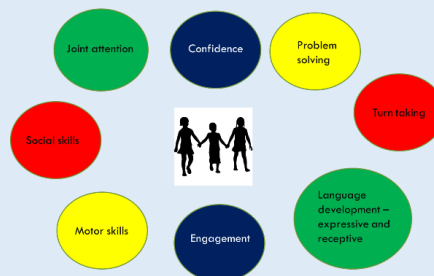 Joint attention
Confidence
Problem
solving
Social skills
Turn taking
Motor skills
Engagement
Language
development –
expressive and
receptive